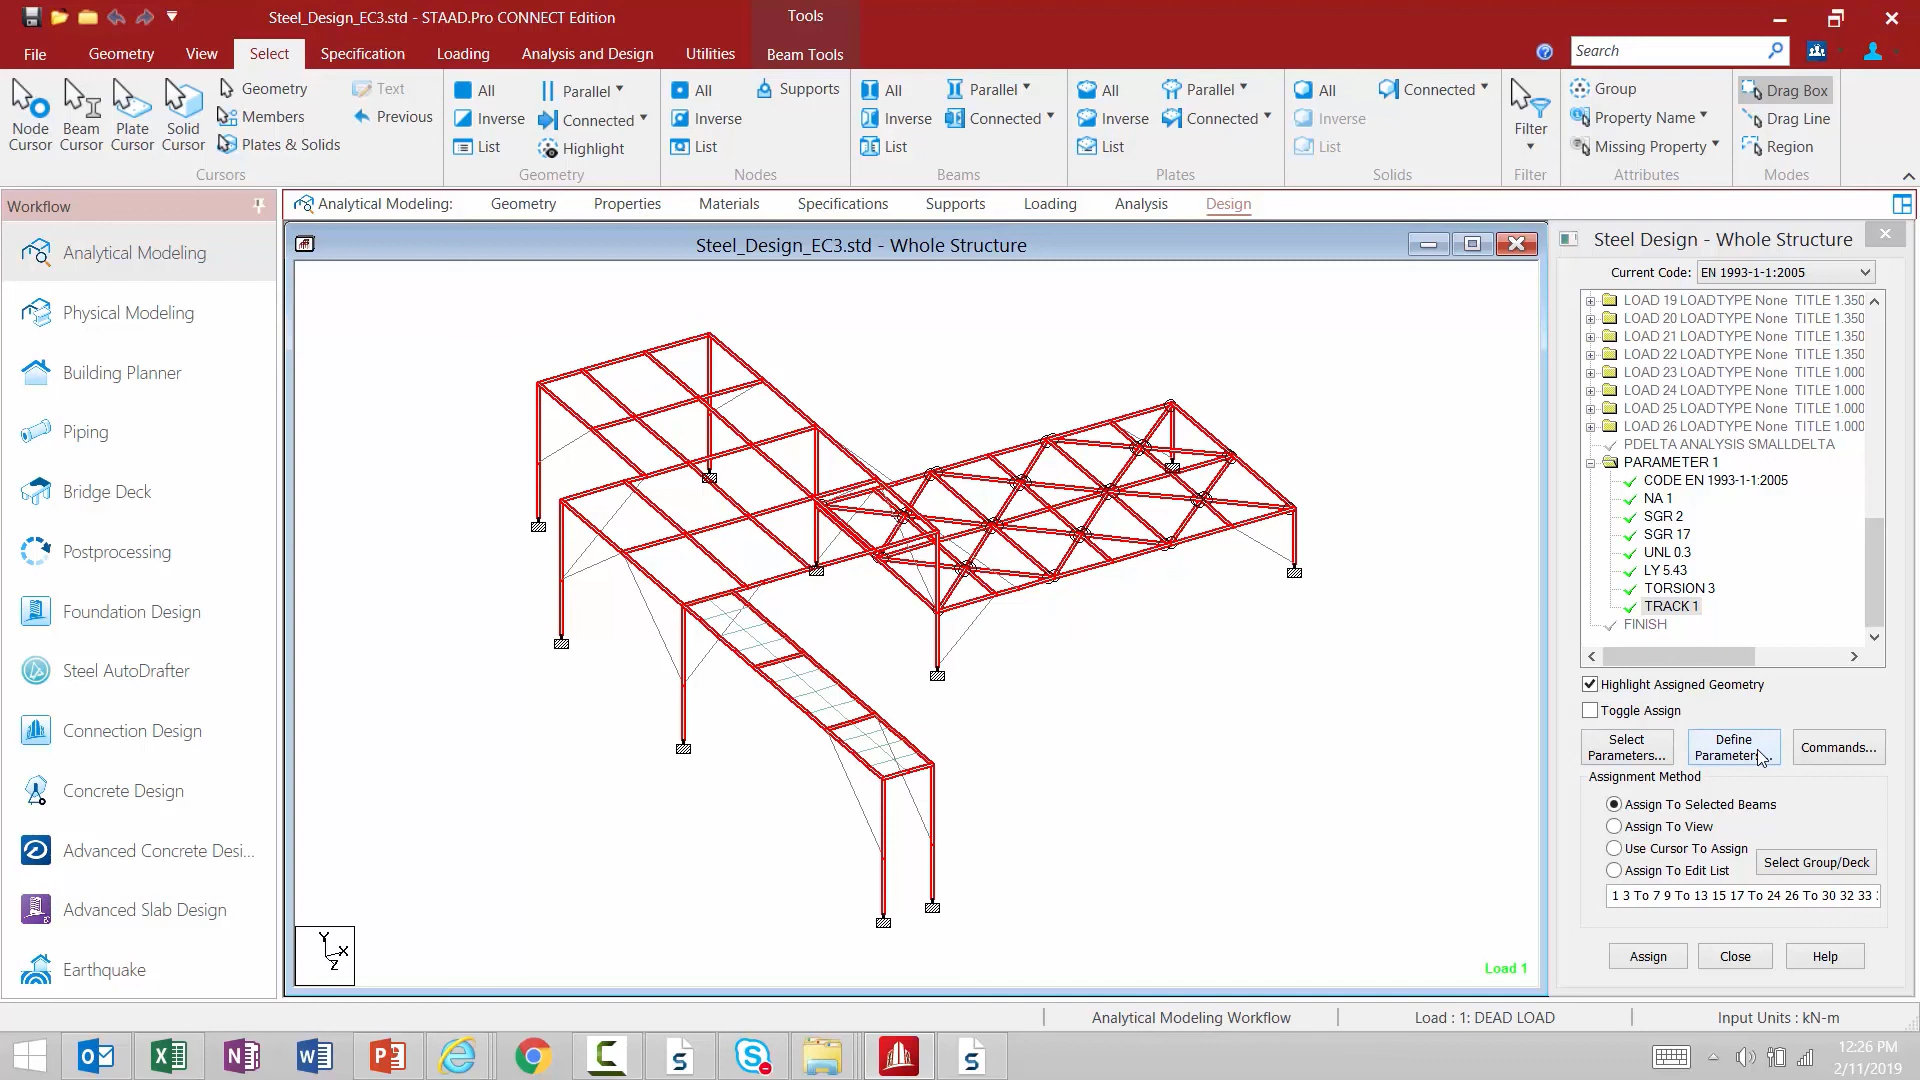 Steel_Design_EC3.std - STAAD.Pro CONNECT Edition
Tools
File
Geometry
View
Select
Specification
Loading
Analysis and Design
Utilities
Beam Tools
Search
Node Cursor
Beam Cursor
Plate Cursor
Solid Cursor
Geometry
Members
Plates & Solids
Text
Previous
Cursors
All
Inverse
List
Parallel
Connected
Highlight
Geometry
All
Inverse
List
Supports
Nodes
All
Inverse
List
Parallel
Connected
Beams
All
Inverse
List
Parallel
Connected
Plates
All
Inverse
List
Connected
Solids
Filter
Filter
Group
Property Name
Missing Property
Attributes
Drag Box
Drag Line
Region
Modes
Workflow
Analytical Modeling
Physical Modeling
Building Planner
Piping
Bridge Deck
Postprocessing
Foundation Design
Steel AutoDrafter
Connection Design
Concrete Design
Advanced Concrete Desi...
Advanced Slab Design
Earthquake
Analytical Modeling:
Geometry
Properties
Materials
Specifications
Supports
Loading
Analysis
Design
Steel_Design_EC3.std - Whole Structure
Y
X
Z
Load 1
Steel Design - Whole Structure
Current Code: EN 1993-1-1:2005
LOAD 19 LOADTYPE None TITLE 1.350
LOAD 20 LOADTYPE None TITLE 1.350
LOAD 21 LOADTYPE None TITLE 1.350
LOAD 22 LOADTYPE None TITLE 1.350
LOAD 23 LOADTYPE None TITLE 1.000
LOAD 24 LOADTYPE None TITLE 1.000
LOAD 25 LOADTYPE None TITLE 1.000
LOAD 26 LOADTYPE None TITLE 1.000
PDELTA ANALYSIS SMALLDELTA
PARAMETER 1
CODE EN 1993-1-1:2005
NA 1
SGR 2
SGR 17
UNL 0.3
LY 5.43
TORSION 3
TRACK 1
FINISH
Highlight Assigned Geometry
Toggle Assign
Select Parameters...
Define Parameters...
Commands...
Assignment Method
Assign To Selected Beams
Assign To View
Use Cursor To Assign
Assign To Edit List
Select Group/Deck
1 3 To 7 9 To 13 15 17 To 24 26 To 30 32 33
Assign
Close
Help
Analytical Modeling Workflow
Load : 1: DEAD LOAD
Input Units : kN-m
12:26 PM
2/11/2019